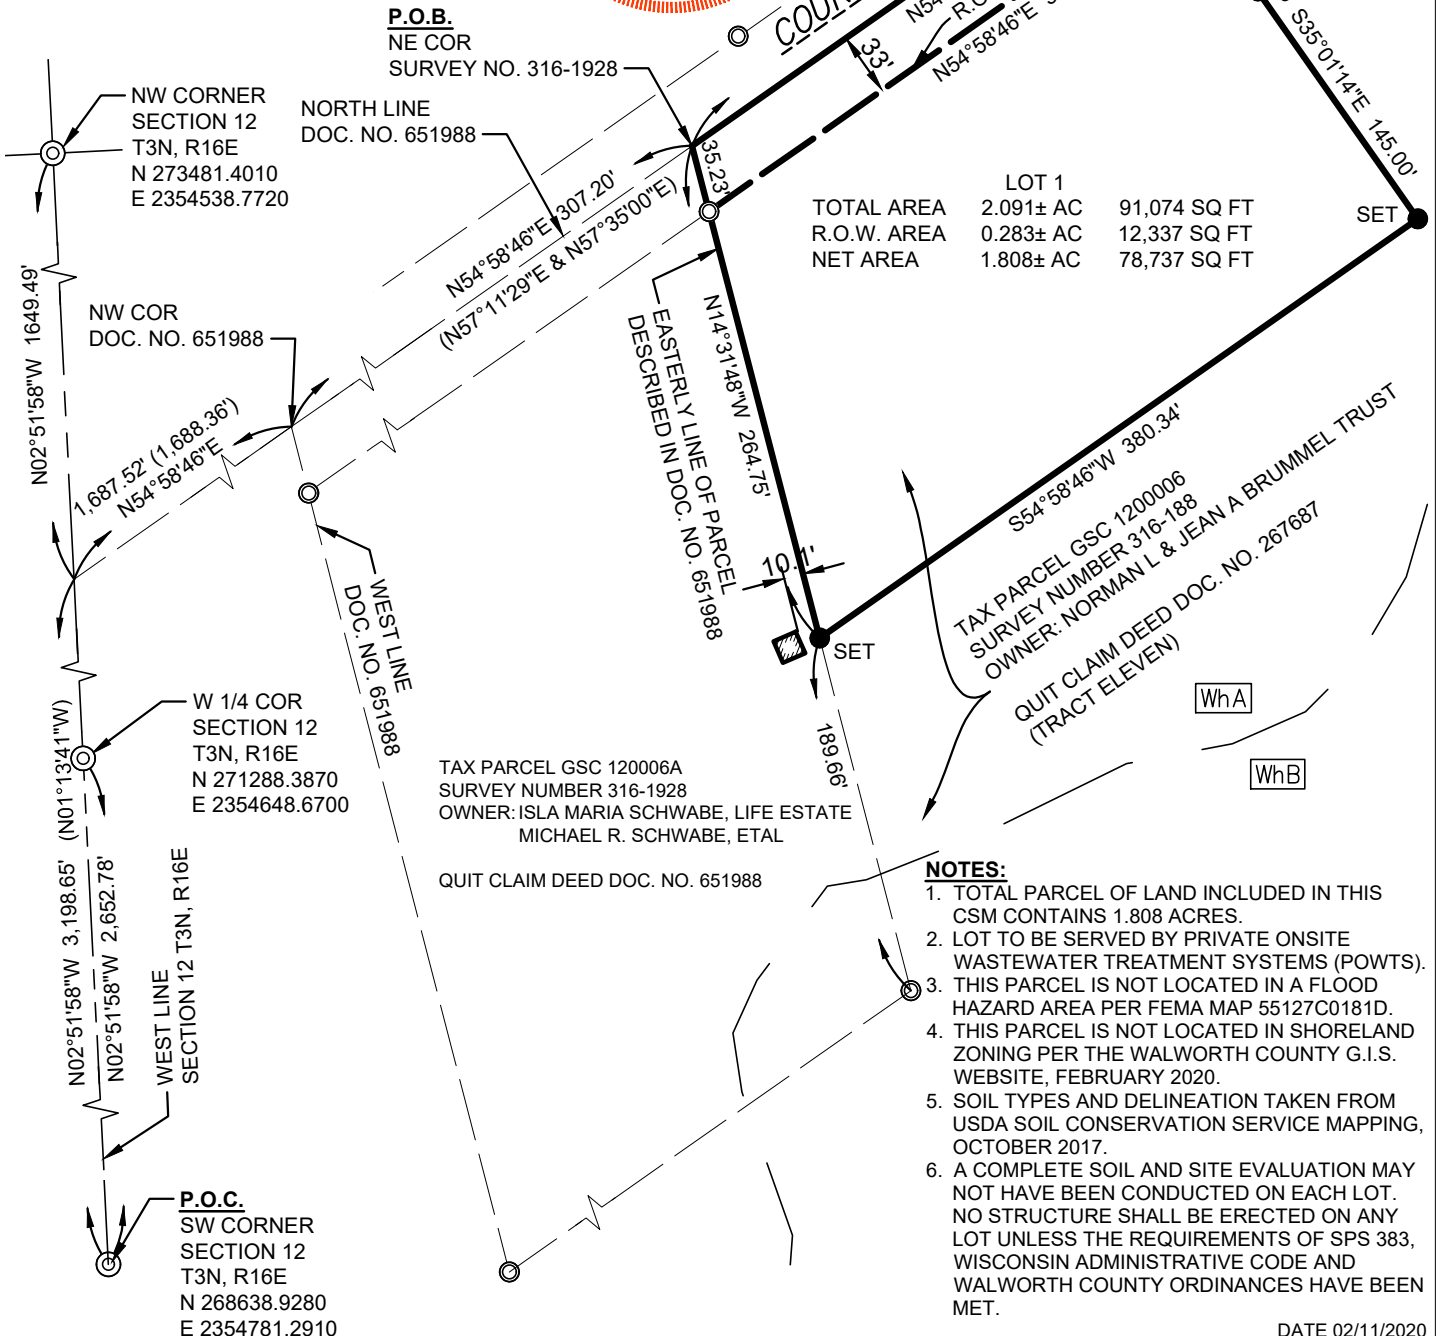 P.O.B.
NE COR
SURVEY NO. 316-1928
NW CORNER
SECTION 12
T3N, R16E
N 273481.4010
E 2354538.7720
NORTH LINE
DOC. NO. 651988
33'
N54°58'46"E
S35°01'14"E 145.00'
SET
35.23'
LOT 1
TOTAL AREA 2.091± AC 91,074 SQ FT
R.O.W. AREA 0.283± AC 12,337 SQ FT
NET AREA 1.808± AC 78,737 SQ FT
N54°58'46"E 307.20'
(N57°11'29"E & N57°35'00"E)
N02°51'58"W 1649.49'
NW COR
DOC. NO. 651988
1,687.52' (1,688.36')
N54°58'46"E
EASTERLY LINE OF PARCEL
DESCRIBED IN DOC. NO. 651988
N14°31'48"W 264.75'
S54°58'46"W 380.34'
10.1'
SET
TAX PARCEL GSC 1200006
SURVEY NUMBER 316-188
OWNER: NORMAN L & JEAN A BRUMMEL TRUST
QUIT CLAIM DEED DOC. NO. 267687
(TRACT ELEVEN)
WEST LINE
DOC. NO. 651988
W 1/4 COR
SECTION 12
T3N, R16E
N 271288.3870
E 2354648.6700
189.66'
WhA
WhB
TAX PARCEL GSC 120006A
SURVEY NUMBER 316-1928
OWNER: ISLA MARIA SCHWABE, LIFE ESTATE
MICHAEL R. SCHWABE, ETAL
QUIT CLAIM DEED DOC. NO. 651988
N02°51'58"W 3,198.65' (N01°13'41"W)
N02°51'58"W 2,652.78'
WEST LINE
SECTION 12 T3N, R16E
P.O.C.
SW CORNER
SECTION 12
T3N, R16E
N 268638.9280
E 2354781.2910
NOTES:
1. TOTAL PARCEL OF LAND INCLUDED IN THIS
CSM CONTAINS 1.808 ACRES.
2. LOT TO BE SERVED BY PRIVATE ONSITE
WASTEWATER TREATMENT SYSTEMS (POWTS).
3. THIS PARCEL IS NOT LOCATED IN A FLOOD
HAZARD AREA PER FEMA MAP 55127C0181D.
4. THIS PARCEL IS NOT LOCATED IN SHORELAND
ZONING PER THE WALWORTH COUNTY G.I.S.
WEBSITE, FEBRUARY 2020.
5. SOIL TYPES AND DELINEATION TAKEN FROM
USDA SOIL CONSERVATION SERVICE MAPPING,
OCTOBER 2017.
6. A COMPLETE SOIL AND SITE EVALUATION MAY
NOT HAVE BEEN CONDUCTED ON EACH LOT.
NO STRUCTURE SHALL BE ERECTED ON ANY
LOT UNLESS THE REQUIREMENTS OF SPS 383,
WISCONSIN ADMINISTRATIVE CODE AND
WALWORTH COUNTY ORDINANCES HAVE BEEN
MET.
DATE 02/11/2020